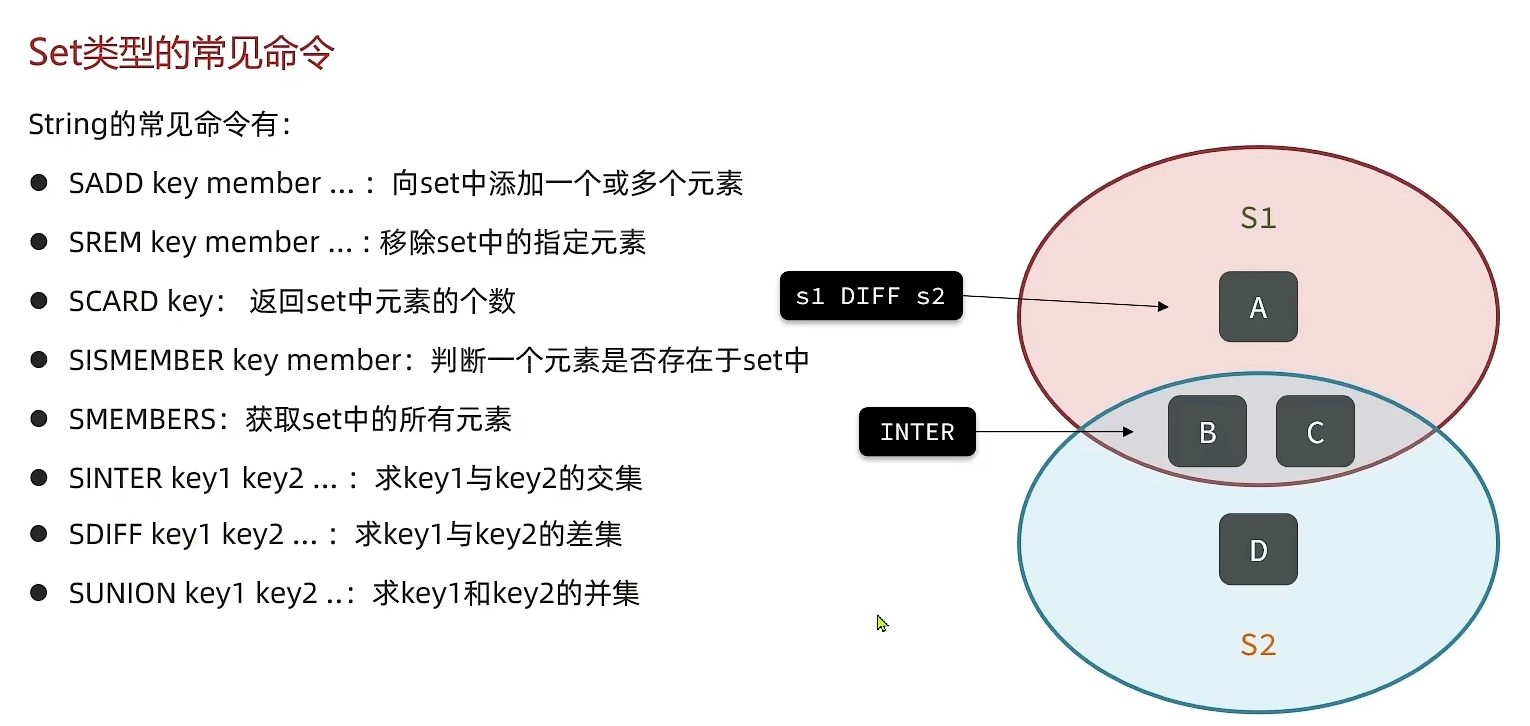 Set类型的常见命令
String的常见命令有：
● SADD key member ... ：向set中添加一个或多个元素
● SREM key member ... : 移除set中的指定元素
● SCARD key： 返回set中元素的个数
● SISMEMBER key member：判断一个元素是否存在于set中
● SMEMBERS：获取set中的所有元素
● SINTER key1 key2 ... ：求key1与key2的交集
● SDIFF key1 key2 ... ：求key1与key2的差集
● SUNION key1 key2 ..：求key1和key2的并集
S1
s1 DIFF s2
A
INTER
B C
D
S2